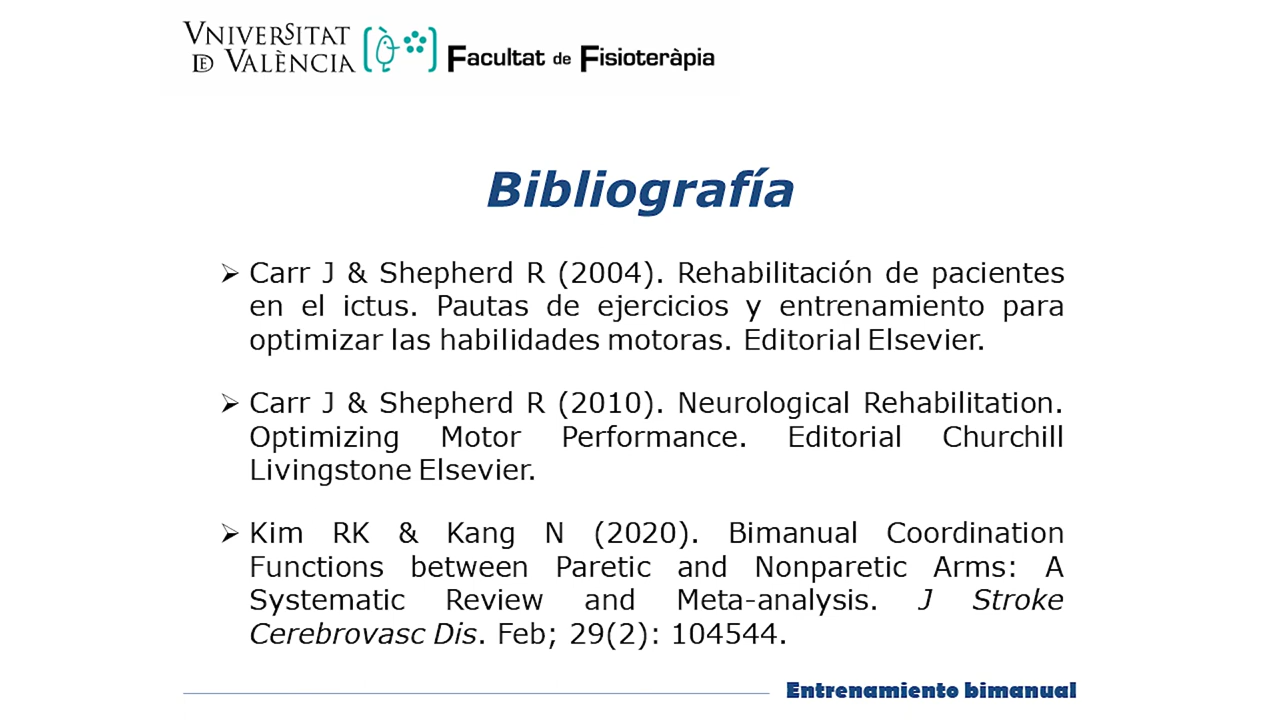 VNIVERSITAT
DE VALÈNCIA
Facultat de Fisioteràpia
Bibliografía
➢ Carr J & Shepherd R (2004). Rehabilitación de pacientes
en el ictus. Pautas de ejercicios y entrenamiento para
optimizar las habilidades motoras. Editorial Elsevier.
➢ Carr J & Shepherd R (2010). Neurological Rehabilitation.
Optimizing Motor Performance. Editorial Churchill
Livingstone Elsevier.
➢ Kim RK & Kang N (2020). Bimanual Coordination
Functions between Paretic and Nonparetic Arms: A
Systematic Review and Meta-analysis. J Stroke
Cerebrovasc Dis. Feb; 29(2): 104544.
Entrenamiento bimanual